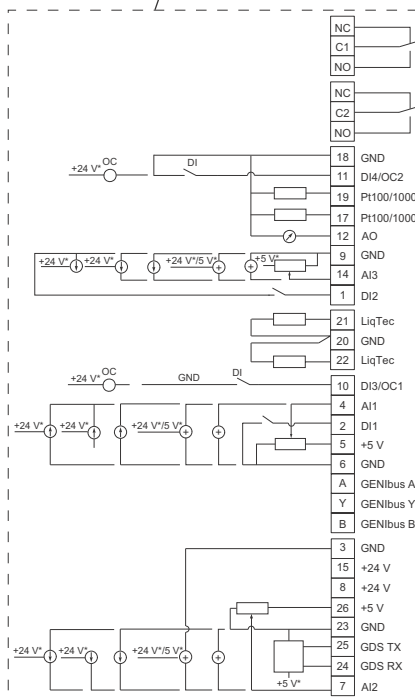 NC
C1
NO
NC
C2
NO
18 GND
+24 V* OC DI 11 DI4/OC2
19 Pt100/1000
17 Pt100/1000
12 AO
9 GND
+24 V* +24 V* +24 V*/5 V* +5 V* 14 AI3
1 DI2
21 LiqTec
20 GND
22 LiqTec
+24 V* OC GND DI 10 DI3/OC1
4 AI1
+24 V* +24 V* +24 V*/5 V* 2 DI1
5 +5 V
6 GND
A GENIbus A
Y GENIbus Y
B GENIbus B
3 GND
15 +24 V
8 +24 V
26 +5 V
23 GND
25 GDS TX
+24 V* +24 V* +24 V*/5 V* 24 GDS RX
+5 V* 7 AI2